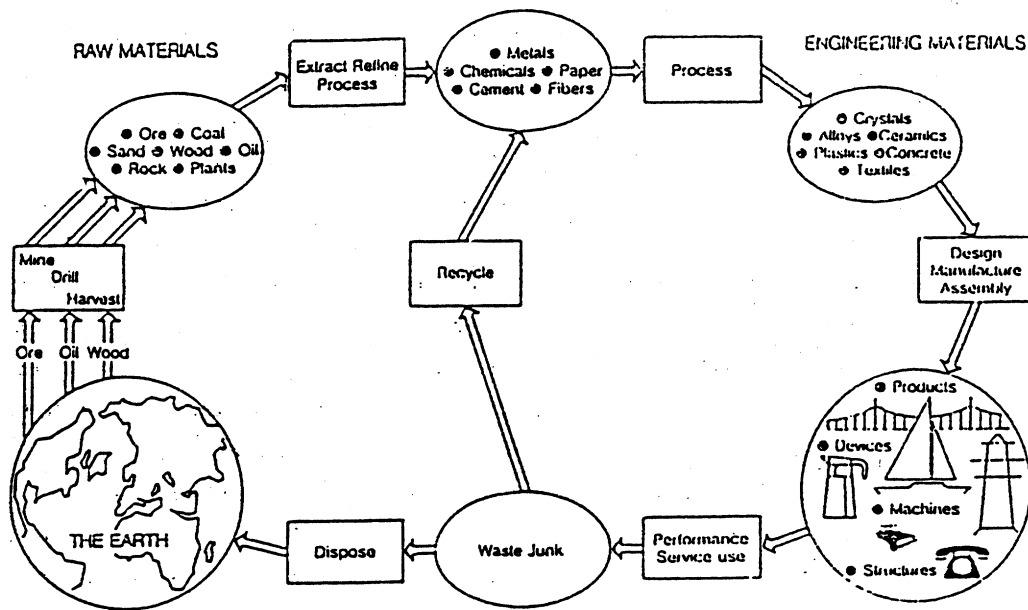 RAW MATERIALS
Extract Refine
Process
● Metals
● Chemicals ● Paper
● Cement ● Fibers
Process
ENGINEERING MATERIALS
● Ore ● Coal
● Sand ● Wood ● Oil
● Rock ● Plants
● Crystals
● Alloys ● Ceramics
● Plastics ● Concrete
● Textiles
Mine
Drill
Harvest
Recycle
Design
Manufacture
Assembly
Ore Oil Wood
● Products
● Devices
● Machines
● Structures
THE EARTH
Dispose
Waste Junk
Performance
Service use